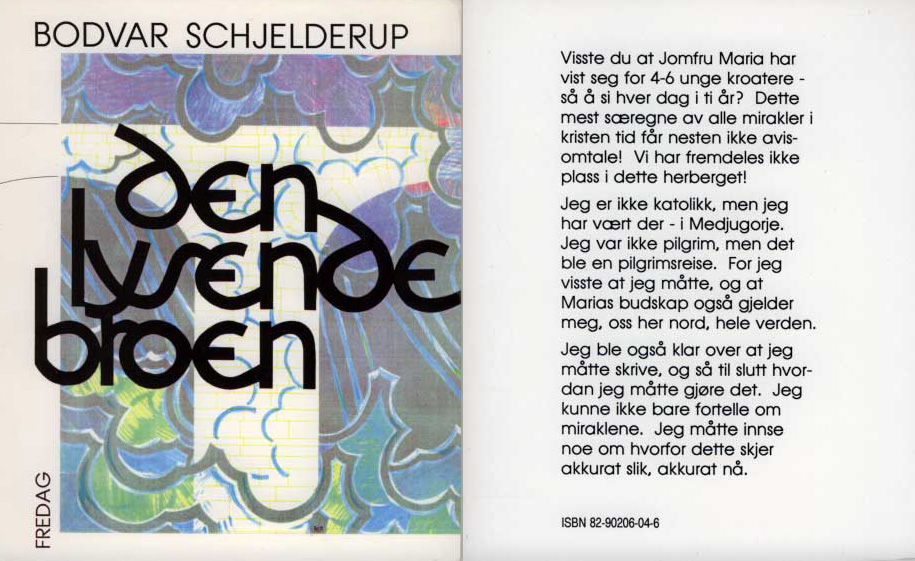 BODVAR SCHJELDERUP
den
lysende
broen
FREDAG
Visste du at Jomfru Maria har
vist seg for 4-6 unge kroatere -
så å si hver dag i ti år? Dette
mest særegne av alle mirakler i
kristen tid får nesten ikke avis-
omtale! Vi har fremdeles ikke
plass i dette herberget!
Jeg er ikke katolikk, men jeg
har vært der - i Medjugorje.
Jeg var ikke pilgrim, men det
ble en pilgrimsreise. For jeg
visste at jeg måtte, og at
Marias budskap også gjelder
meg, oss her nord, hele verden.
Jeg ble også klar over at jeg
måtte skrive, og så til slutt hvor-
dan jeg måtte gjøre det. Jeg
kunne ikke bare fortelle om
miraklene. Jeg måtte innse
noe om hvorfor dette skjer
akkurat slik, akkurat nå.
ISBN 82-90206-04-6